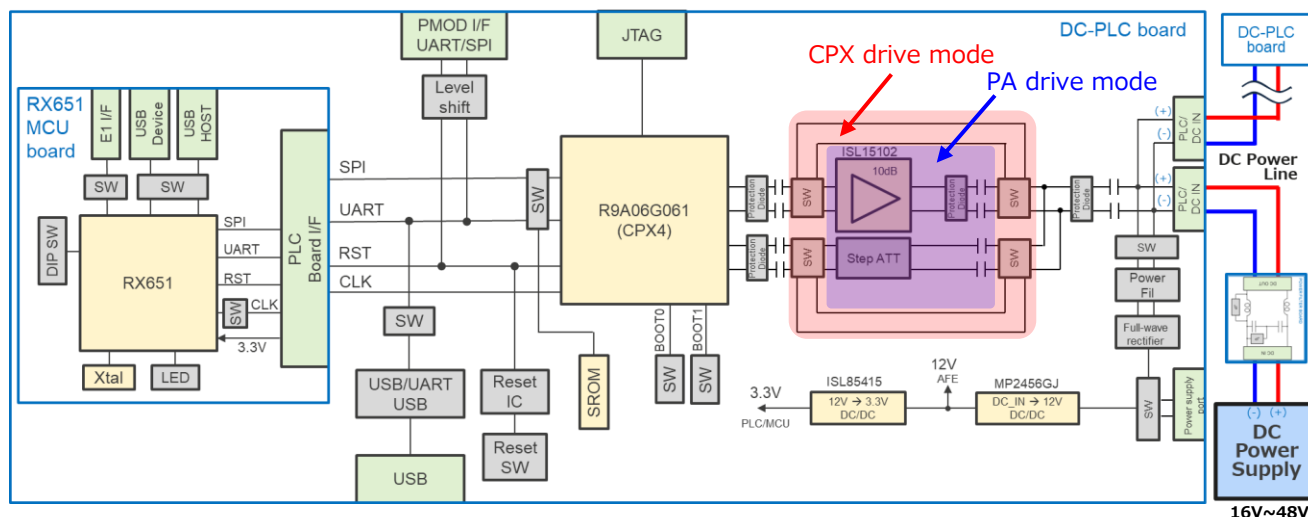 PMOD I/F
UART/SPI
JTAG
DC-PLC board
DC-PLC
board
CPX drive mode
PA drive mode
Level
shift
RX651
MCU
board
E1 I/F
USB
Device
USB
HOST
SW
SW
DIP SW
RX651
SPI
UART
RST
SW
CLK
3.3V
Xtal
LED
PLC
Board I/F
SPI
UART
RST
CLK
SW
R9A06G061
(CPX4)
Protection
Diode
Protection
Diode
SW
SW
ISL15102
10dB
Protection
Diode
Step ATT
SW
SW
Protection
Diode
(+)
(-)
PLC/
DC IN
DC Power
Line
(+)
(-)
PLC/
DC IN
SW
Power
Fil
Full-wave
rectifier
SW
Power supply
port
SW
USB/UART
USB
USB
Reset
IC
Reset
SW
SROM
BOOT0
SW
BOOT1
SW
3.3V
PLC/MCU
ISL85415
12V → 3.3V
DC/DC
12V
AFE
MP2456GJ
DC_IN → 12V
DC/DC
DC OUT
DC IN
(-) (+)
DC
Power
Supply
16V~48V